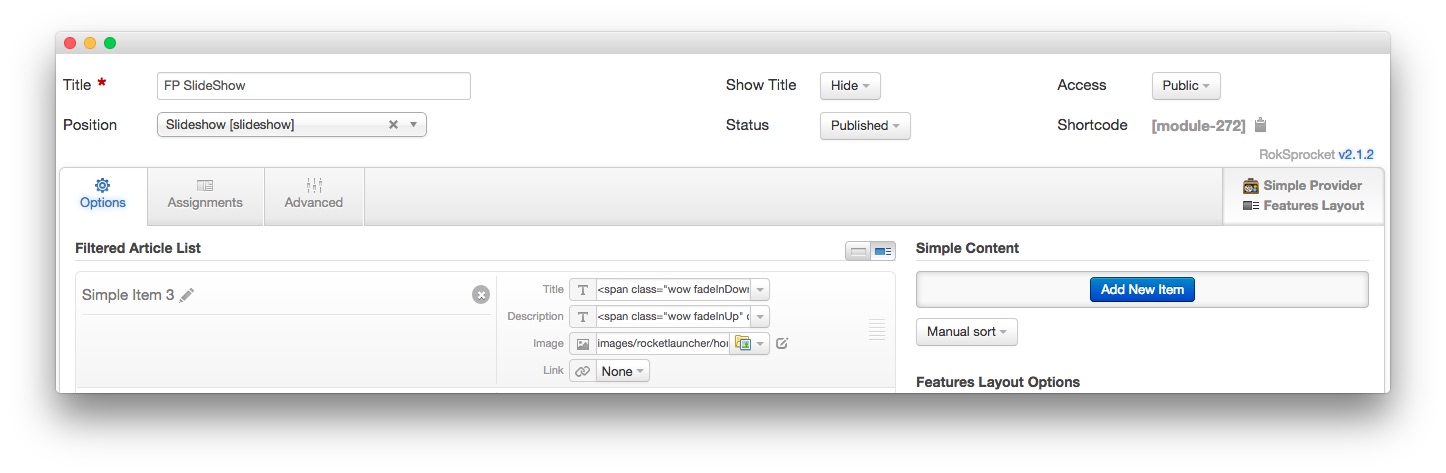 Title * FP SlideShow Show Title Hide Access Public
Position Slideshow [slideshow] Status Published Shortcode [module-272]
RokSprocket v2.1.2
Options Assignments Advanced Simple Provider
Features Layout
Filtered Article List Simple Content
Simple Item 3 Title T <span class="wow fadeInDown Add New Item
Description T <span class="wow fadeInUp"
Manual sort
Image images/rocketlauncher/ho
Link None
Features Layout Options